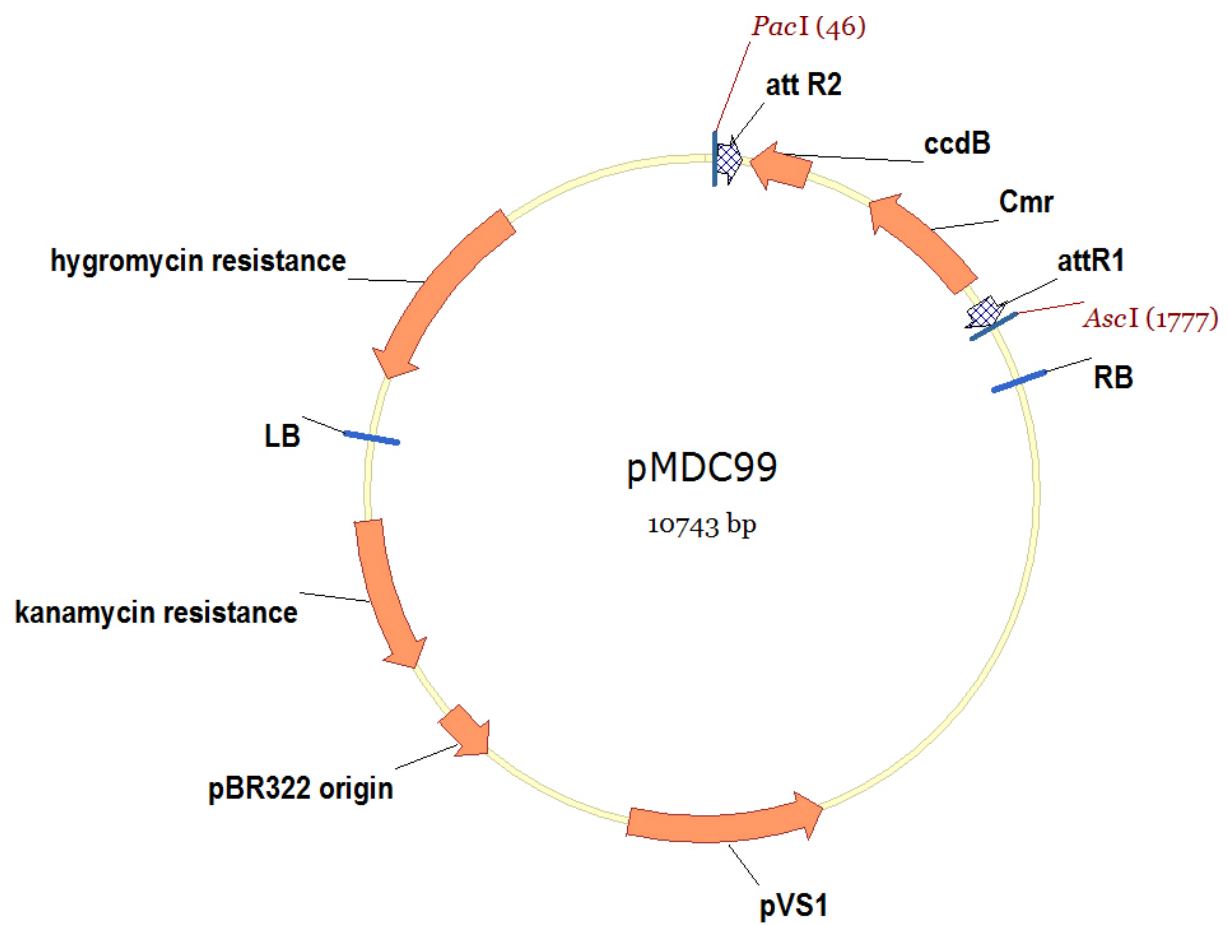 PacI (46)
att R2
ccdB
Cmr
hygromycin resistance
attR1
AscI (1777)
RB
LB
pMDC99
10743 bp
kanamycin resistance
pBR322 origin
pVS1